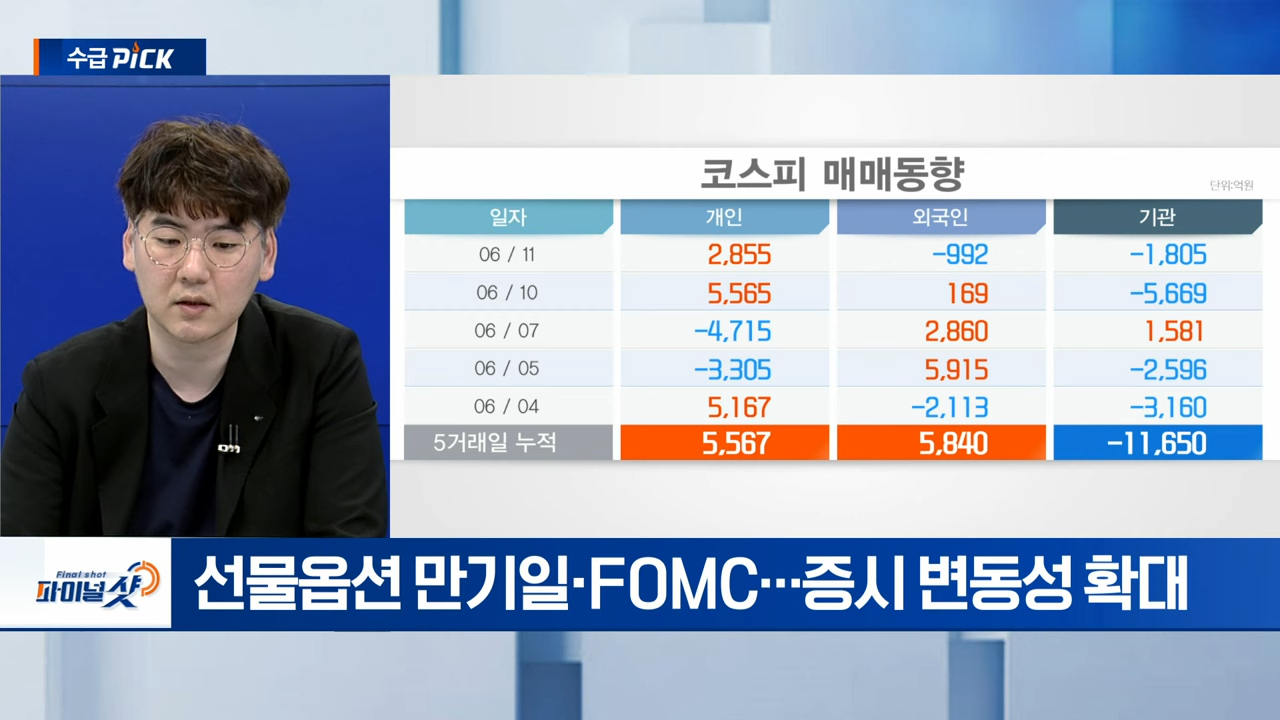 수급 PICK
코스피 매매동향
단위:억원
일자 개인 외국인 기관
06 / 11 2,855 -992 -1,805
06 / 10 5,565 169 -5,669
06 / 07 -4,715 2,860 1,581
06 / 05 -3,305 5,915 -2,596
06 / 04 5,167 -2,113 -3,160
5거래일 누적 5,567 5,840 -11,650
Final shot
파이널샷
선물옵션 만기일·FOMC…증시 변동성 확대